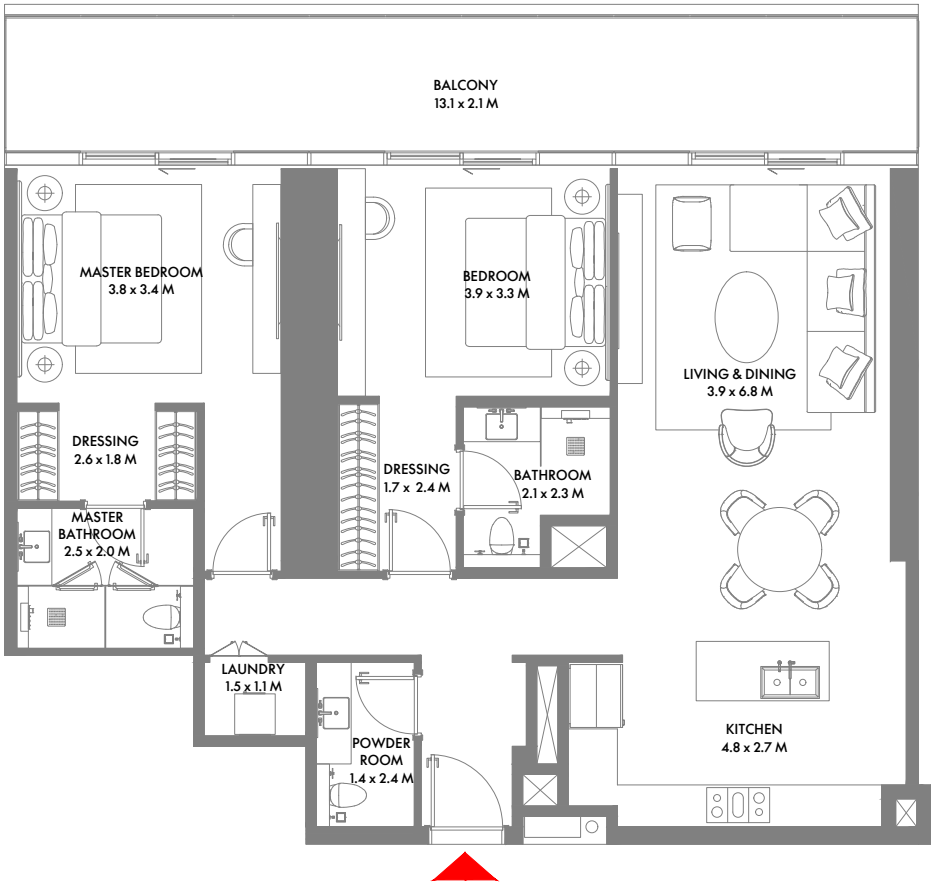 BALCONY
13.1 x 2.1 M
MASTER BEDROOM
3.8 x 3.4 M
BEDROOM
3.9 x 3.3 M
LIVING & DINING
3.9 x 6.8 M
DRESSING
2.6 x 1.8 M
DRESSING
1.7 x 2.4 M
BATHROOM
2.1 x 2.3 M
MASTER
BATHROOM
2.5 x 2.0 M
LAUNDRY
1.5 x 1.1 M
POWDER
ROOM
1.4 x 2.4 M
KITCHEN
4.8 x 2.7 M